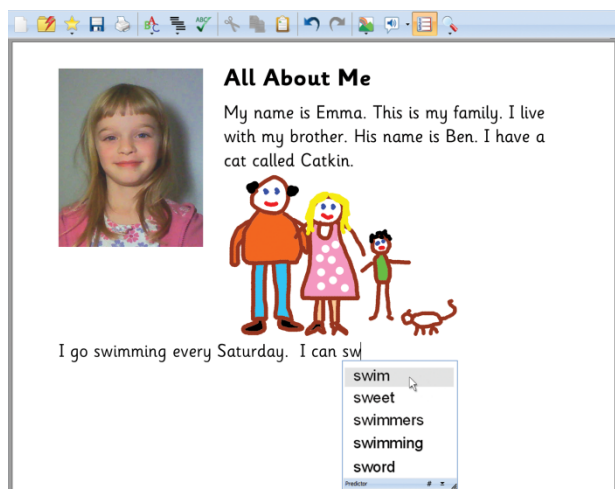 ABC
All About Me
My name is Emma. This is my family. I live
with my brother. His name is Ben. I have a
cat called Catkin.
I go swimming every Saturday.  I can sw
swim
sweet
swimmers
swimming
sword
Predictor #